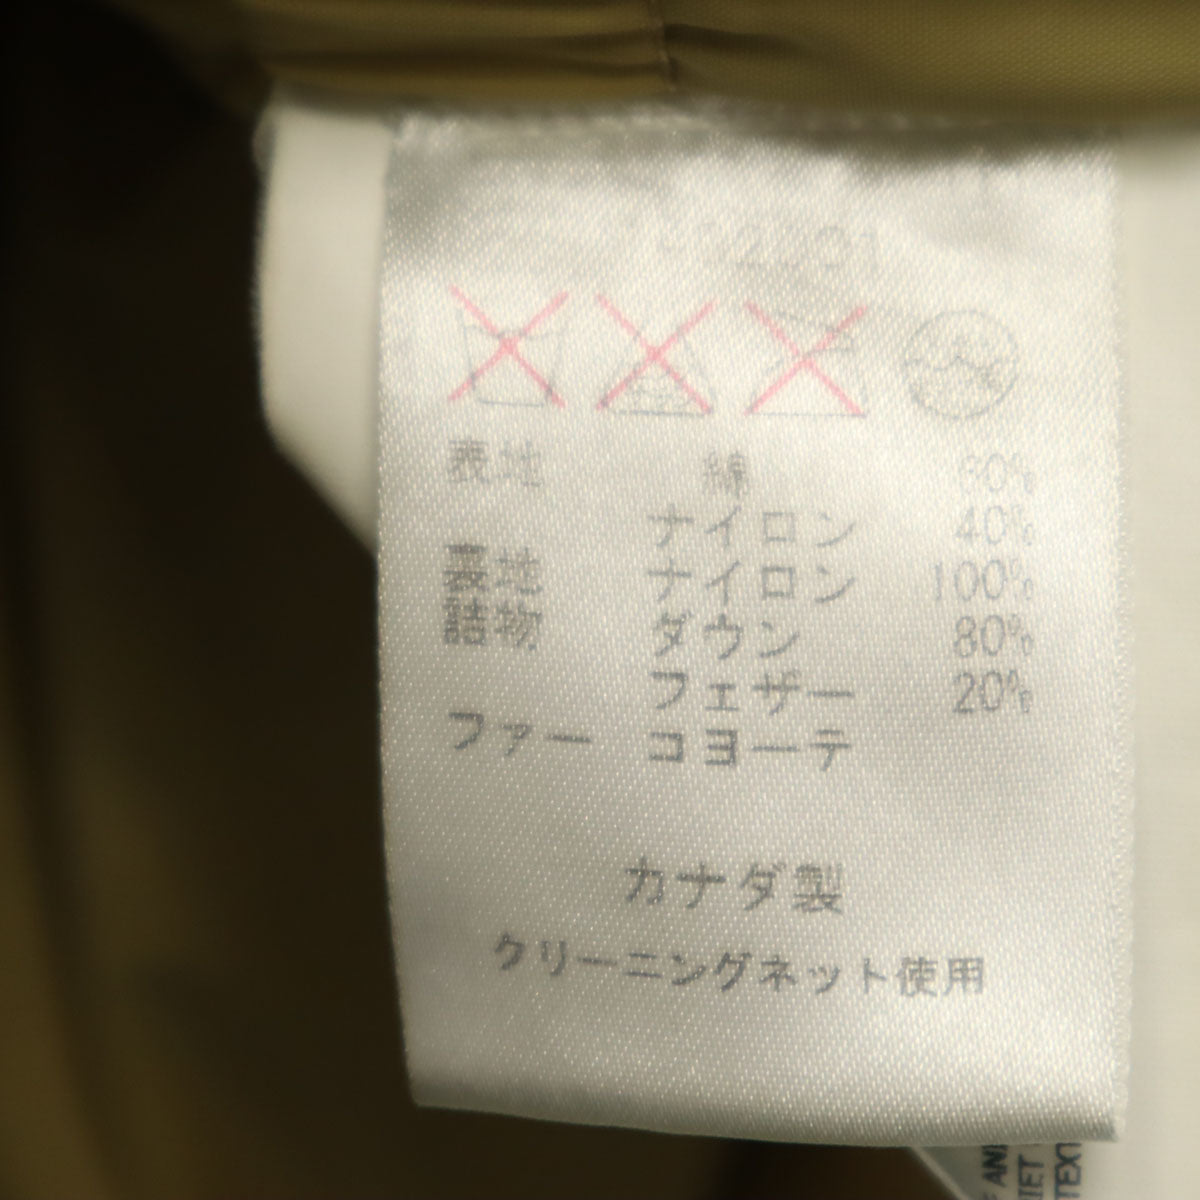 表地 綿 60%
ナイロン 40%
裏地 ナイロン 100%
詰物 ダウン 80%
フェザー 20%
ファー コヨーテ
カナダ製
クリーニングネット使用